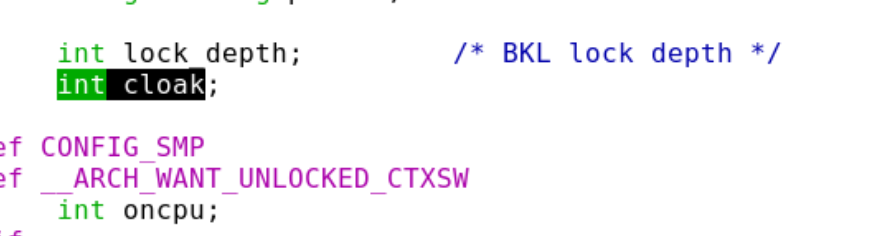 int lock_depth; /* BKL lock depth */
int cloak;
ef CONFIG_SMP
ef __ARCH_WANT_UNLOCKED_CTXSW
int oncpu;